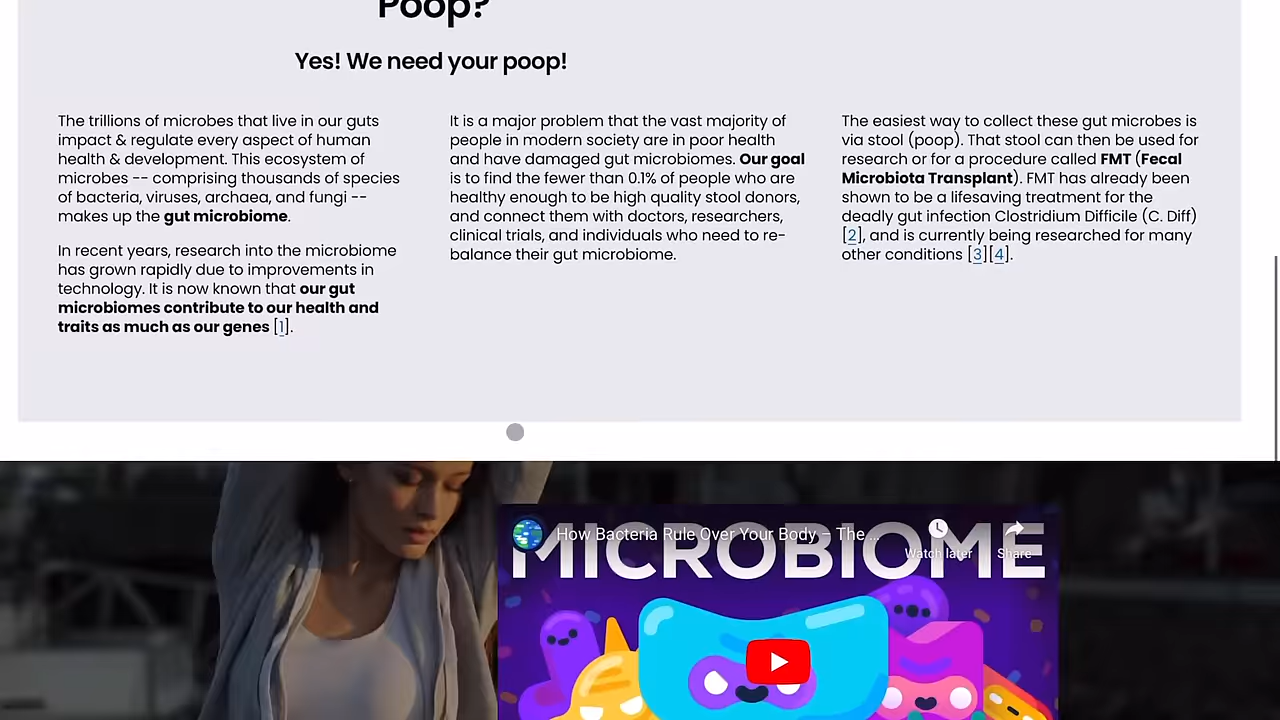 Poop?
Yes! We need your poop!
The trillions of microbes that live in our guts
impact & regulate every aspect of human
health & development. This ecosystem of
microbes -- comprising thousands of species
of bacteria, viruses, archaea, and fungi --
makes up the gut microbiome.
In recent years, research into the microbiome
has grown rapidly due to improvements in
technology. It is now known that our gut
microbiomes contribute to our health and
traits as much as our genes [1].
It is a major problem that the vast majority of
people in modern society are in poor health
and have damaged gut microbiomes. Our goal
is to find the fewer than 0.1% of people who are
healthy enough to be high quality stool donors,
and connect them with doctors, researchers,
clinical trials, and individuals who need to re-
balance their gut microbiome.
The easiest way to collect these gut microbes is
via stool (poop). That stool can then be used for
research or for a procedure called FMT (Fecal
Microbiota Transplant). FMT has already been
shown to be a lifesaving treatment for the
deadly gut infection Clostridium Difficile (C. Diff)
[2], and is currently being researched for many
other conditions [3][4].
How Bacteria Rule Over Your Body – The ...
Watch later
Share
MICROBIOME